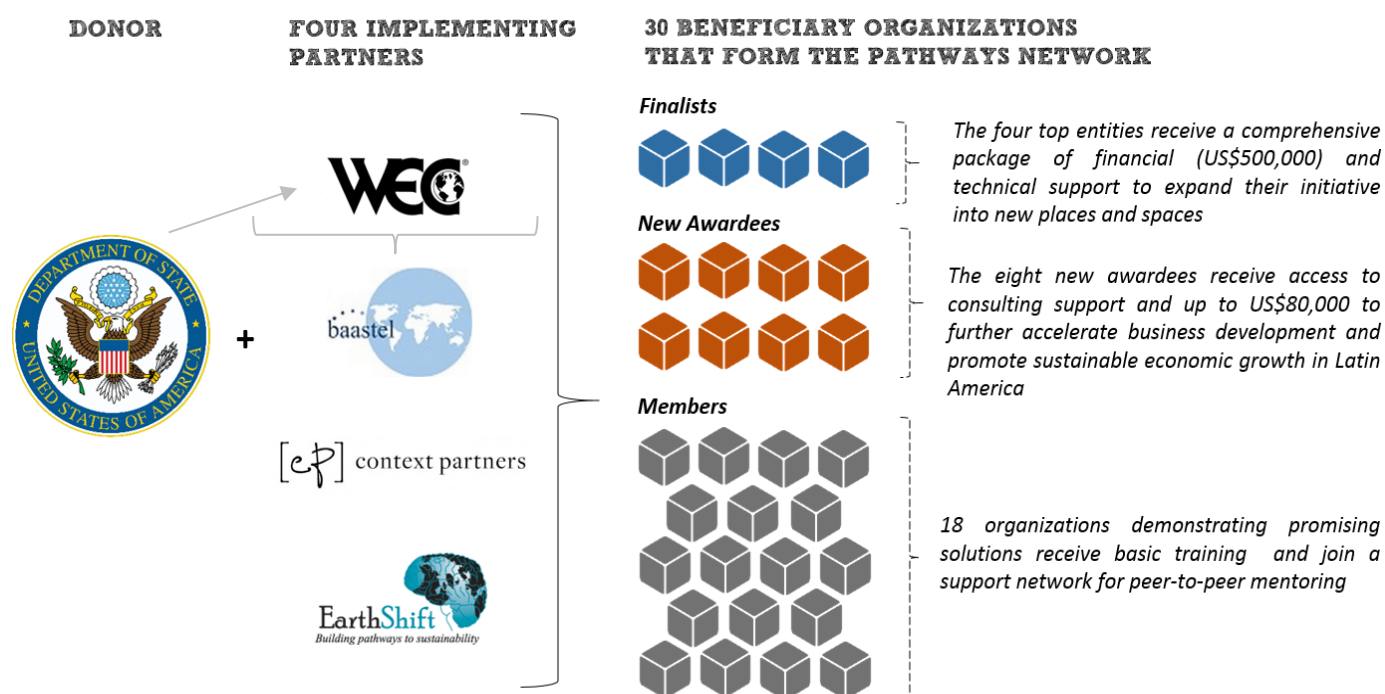 DONOR
FOUR IMPLEMENTING
PARTNERS
30 BENEFICIARY ORGANIZATIONS
THAT FORM THE PATHWAYS NETWORK
DEPARTMENT OF STATE
UNITED STATES OF AMERICA
+
WEC®
baastel
[cp] context partners
EarthShift
Building pathways to sustainability
Finalists
The four top entities receive a comprehensive
package of financial (US$500,000) and
technical support to expand their initiative
into new places and spaces
New Awardees
The eight new awardees receive access to
consulting support and up to US$80,000 to
further accelerate business development and
promote sustainable economic growth in Latin
America
Members
18 organizations demonstrating promising
solutions receive basic training and join a
support network for peer-to-peer mentoring